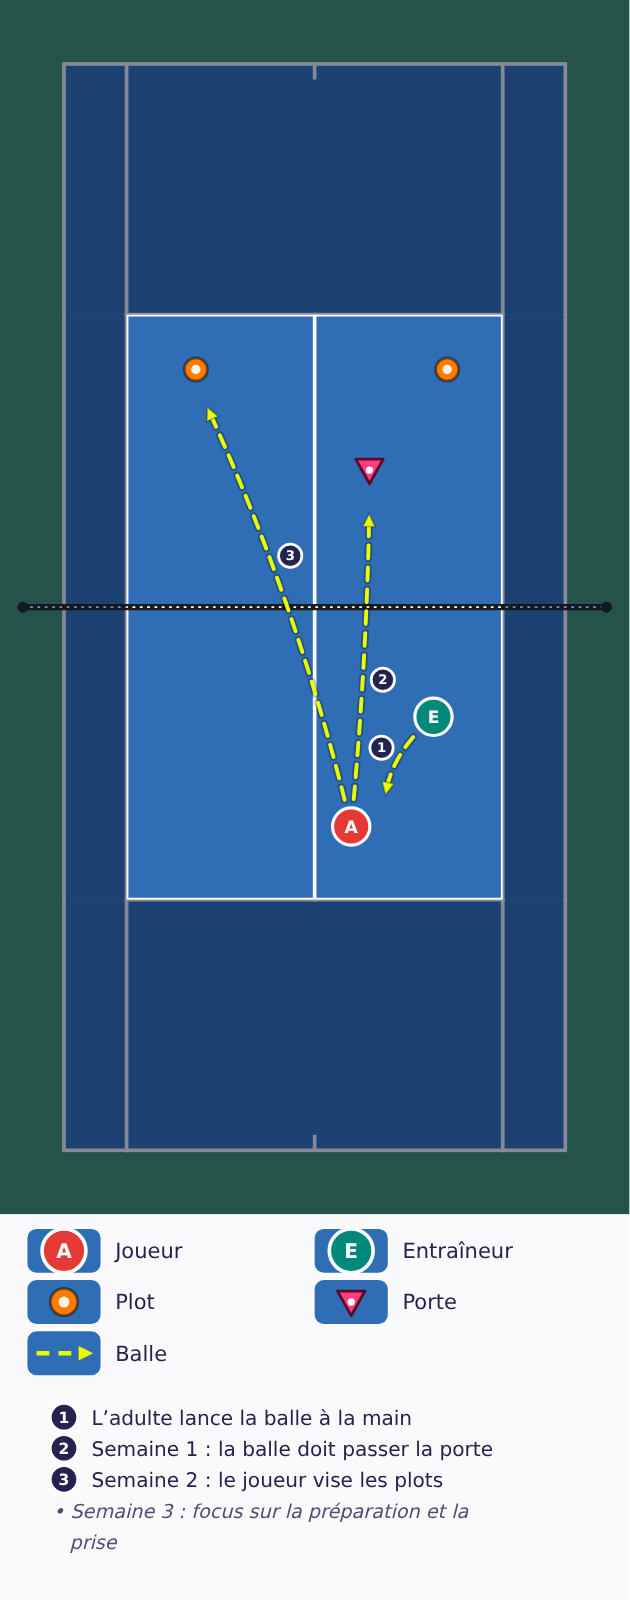 3
2
E
1
A
A Joueur
E Entraîneur
Plot
Porte
Balle
1 L’adulte lance la balle à la main
2 Semaine 1 : la balle doit passer la porte
3 Semaine 2 : le joueur vise les plots
• Semaine 3 : focus sur la préparation et la
prise